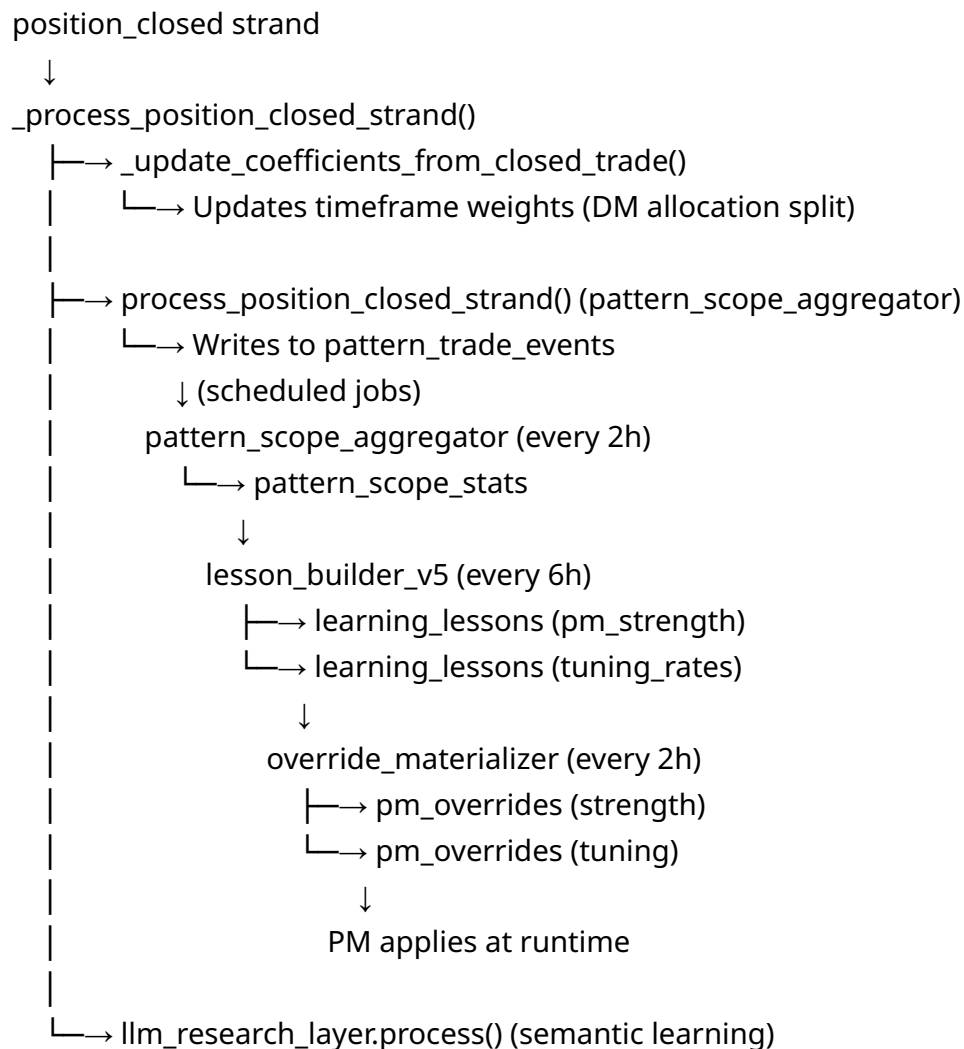 position_closed strand
↓
_process_position_closed_strand()
├─→ _update_coefficients_from_closed_trade()
│ └─→ Updates timeframe weights (DM allocation split)
│
├─→ process_position_closed_strand() (pattern_scope_aggregator)
│ └─→ Writes to pattern_trade_events
│ ↓ (scheduled jobs)
│ pattern_scope_aggregator (every 2h)
│ └─→ pattern_scope_stats
│ ↓
│ lesson_builder_v5 (every 6h)
│ ├─→ learning_lessons (pm_strength)
│ └─→ learning_lessons (tuning_rates)
│ ↓
│ override_materializer (every 2h)
│ ├─→ pm_overrides (strength)
│ └─→ pm_overrides (tuning)
│ ↓
│ PM applies at runtime
│
└─→ llm_research_layer.process() (semantic learning)